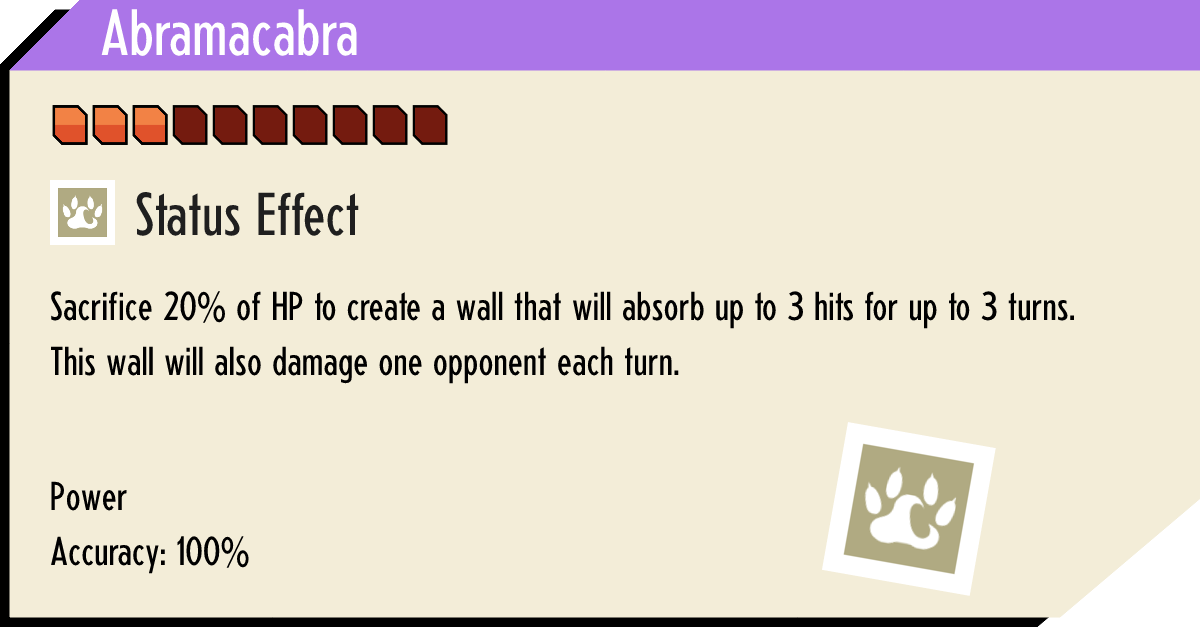 Abramacabra
Status Effect
Sacrifice 20% of HP to create a wall that will absorb up to 3 hits for up to 3 turns.
This wall will also damage one opponent each turn.
Power
Accuracy: 100%